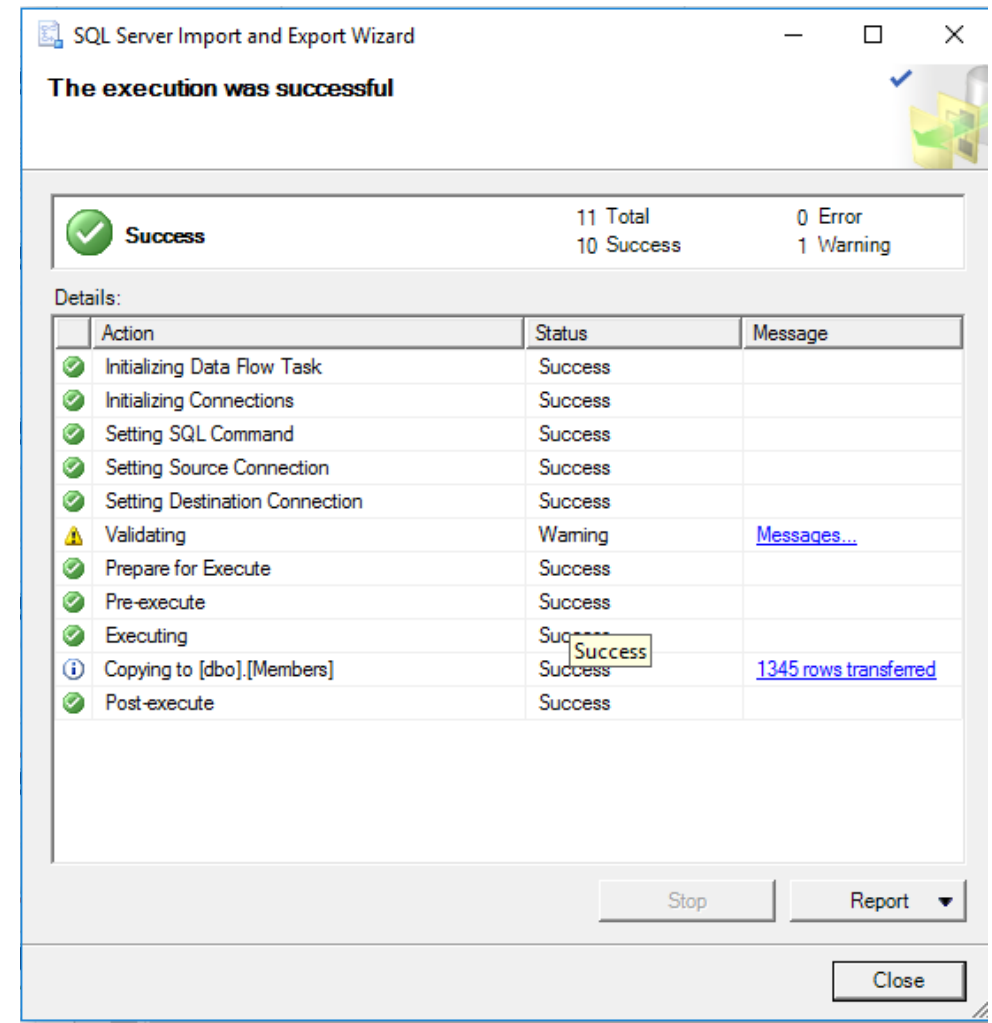 SQL Server Import and Export Wizard
The execution was successful
Success
11 Total
0 Error
10 Success
1 Warning
Details:
Action Status Message
Initializing Data Flow Task Success
Initializing Connections Success
Setting SQL Command Success
Setting Source Connection Success
Setting Destination Connection Success
Validating Warning Messages...
Prepare for Execute Success
Pre-execute Success
Executing Success
Success
Copying to [dbo].[Members] Success 1345 rows transferred
Post-execute Success
Stop Report
Close